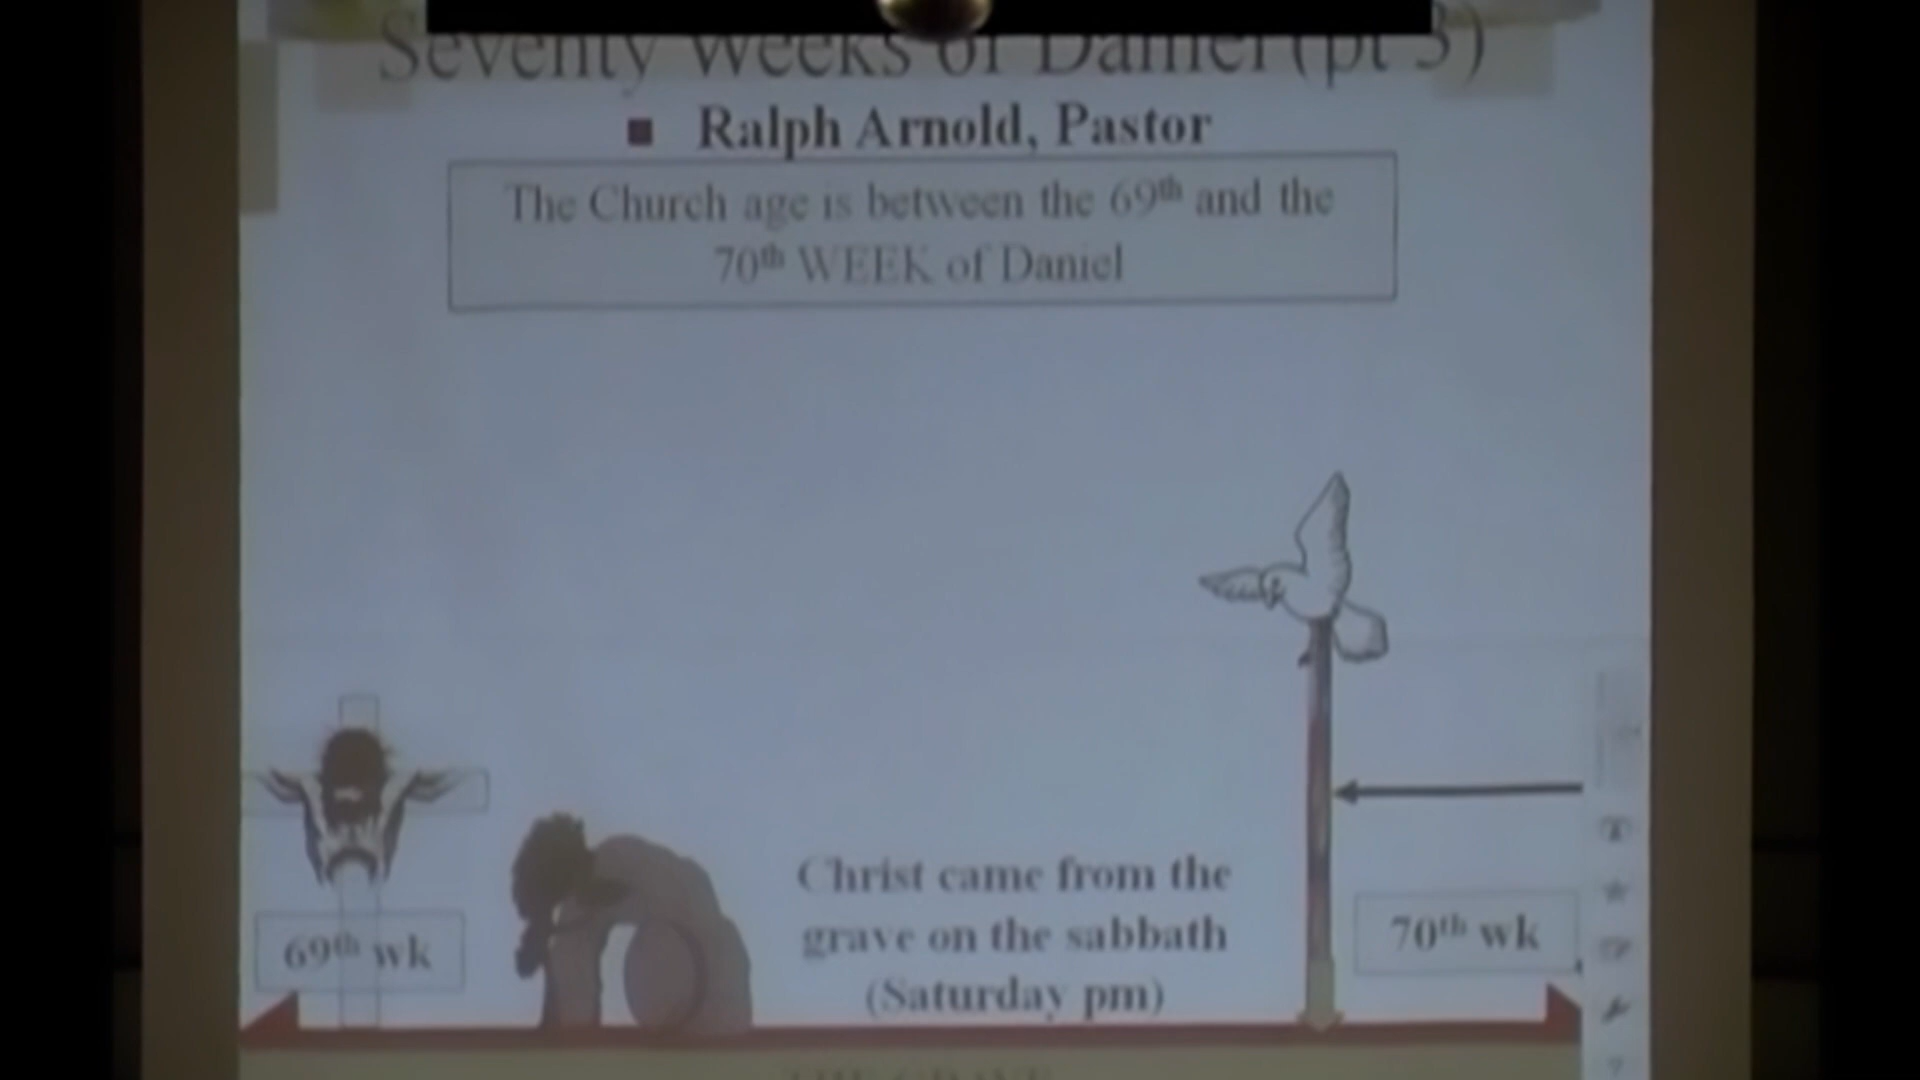 Seventy Weeks of Daniel (pt 3)
Ralph Arnold, Pastor
The Church age is between the 69th and the
70th WEEK of Daniel
Christ came from the
grave on the sabbath
(Saturday pm)
69th wk
70th wk